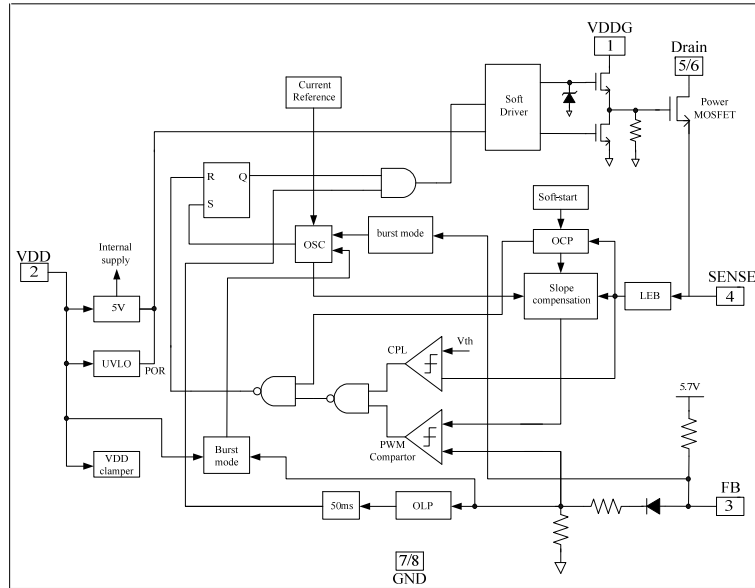 VDDG
1
Drain
5/6
Power
MOSFET
Current
Reference
Soft
Driver
R
Q
S
Soft-start
VDD
2
Internal
supply
OSC
burst mode
OCP
SENSE
4
5V
Slope
compensation
LEB
UVLO
POR
CPL
Vth
5.7V
PWM
Compartor
VDD
clamper
Burst
mode
FB
3
50ms
OLP
7/8
GND